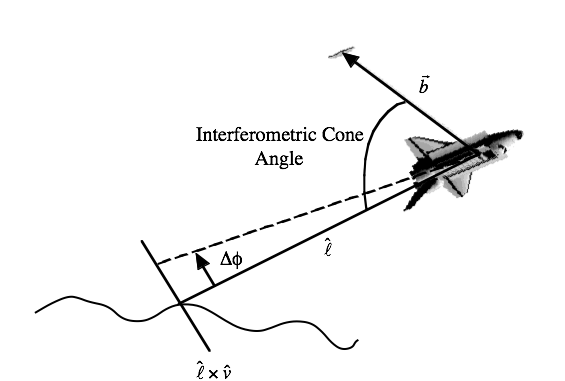 b⃗
Interferometric Cone
Angle
ℓ̂
Δϕ
ℓ̂ × v̂